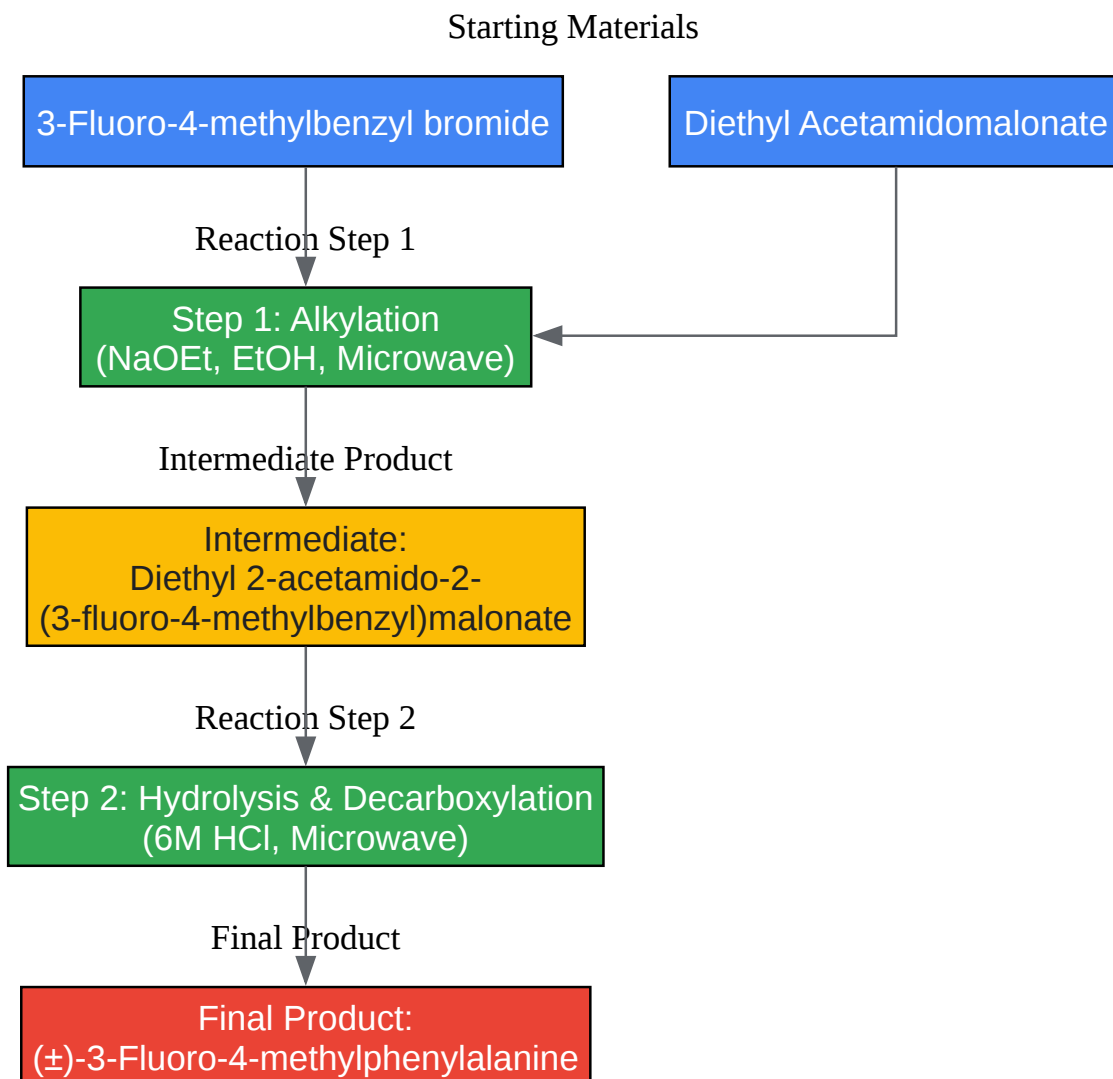 Starting Materials
3-Fluoro-4-methylbenzyl bromide
Diethyl Acetamidomalonate
Reaction Step 1
Step 1: Alkylation
(NaOEt, EtOH, Microwave)
Intermediate Product
Intermediate:
Diethyl 2-acetamido-2-
(3-fluoro-4-methylbenzyl)malonate
Reaction Step 2
Step 2: Hydrolysis & Decarboxylation
(6M HCl, Microwave)
Final Product
Final Product:
(±)-3-Fluoro-4-methylphenylalanine